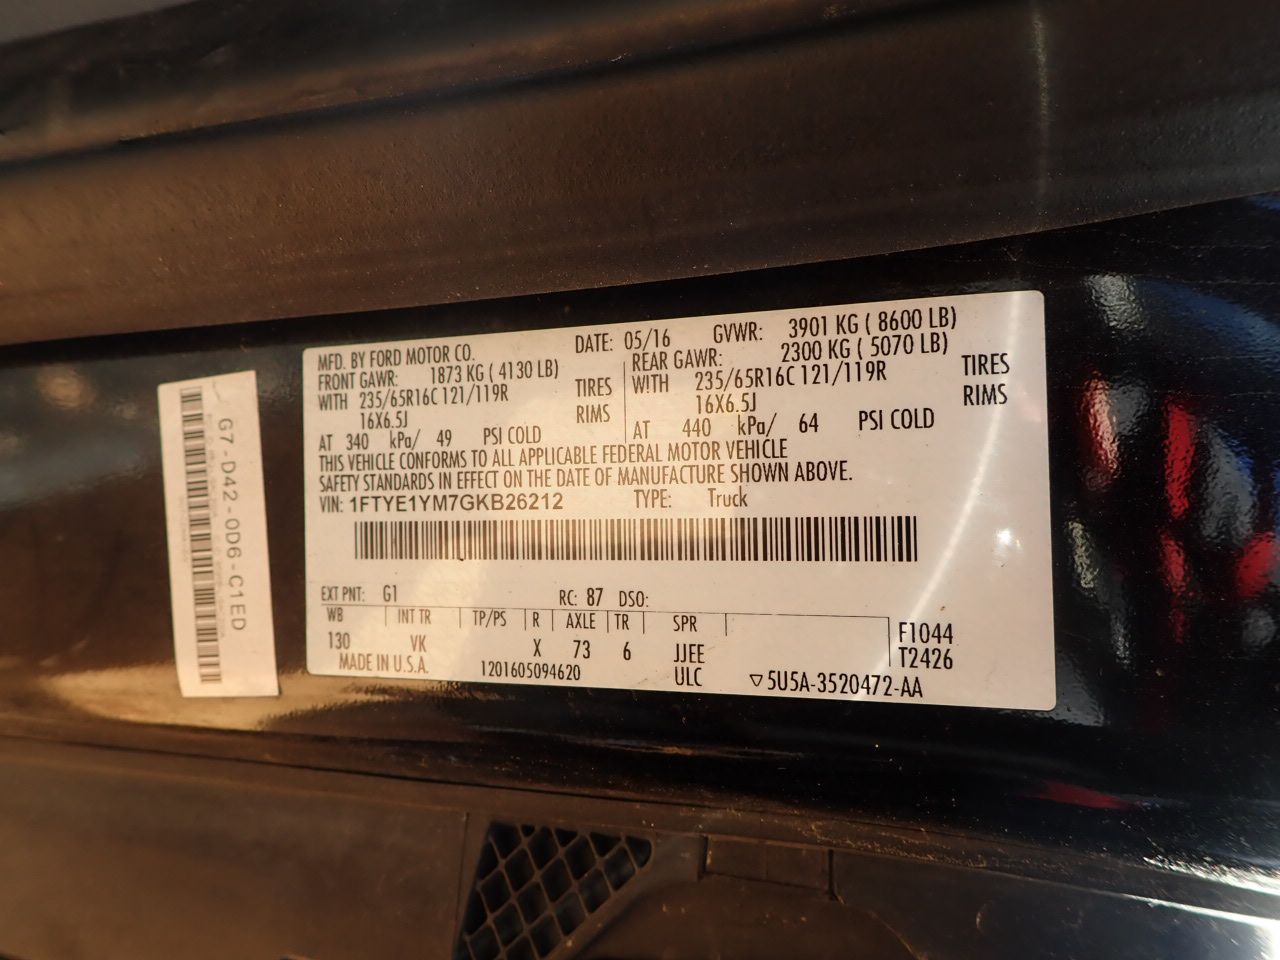 MFD. BY FORD MOTOR CO. DATE: 05/16 GVWR: 3901 KG ( 8600 LB)
FRONT GAWR: 1873 KG ( 4130 LB) REAR GAWR: 2300 KG ( 5070 LB)
WITH 235/65R16C 121/119R TIRES WITH 235/65R16C 121/119R TIRES
16X6.5J RIMS 16X6.5J RIMS
AT 340 kPa/ 49 PSI COLD AT 440 kPa/ 64 PSI COLD
THIS VEHICLE CONFORMS TO ALL APPLICABLE FEDERAL MOTOR VEHICLE
SAFETY STANDARDS IN EFFECT ON THE DATE OF MANUFACTURE SHOWN ABOVE.
VIN: 1FTYE1YM7GKB26212 TYPE: Truck
EXT PNT: G1 RC: 87 DSO:
WB INT TR TP/PS R AXLE TR SPR
130 VK X 73 6 JJEE F1044
MADE IN U.S.A. 1201605094620 ULC T2426
▽5U5A-3520472-AA
G7-D42-0D6-C1ED